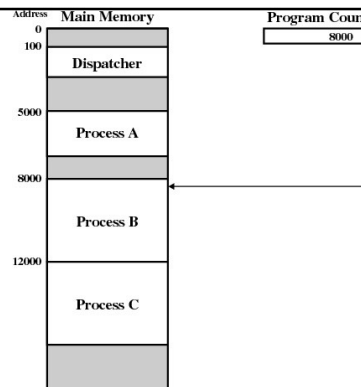 Address Main Memory Program Coun
0
8000
100
Dispatcher
5000
Process A
8000
Process B
12000
Process C